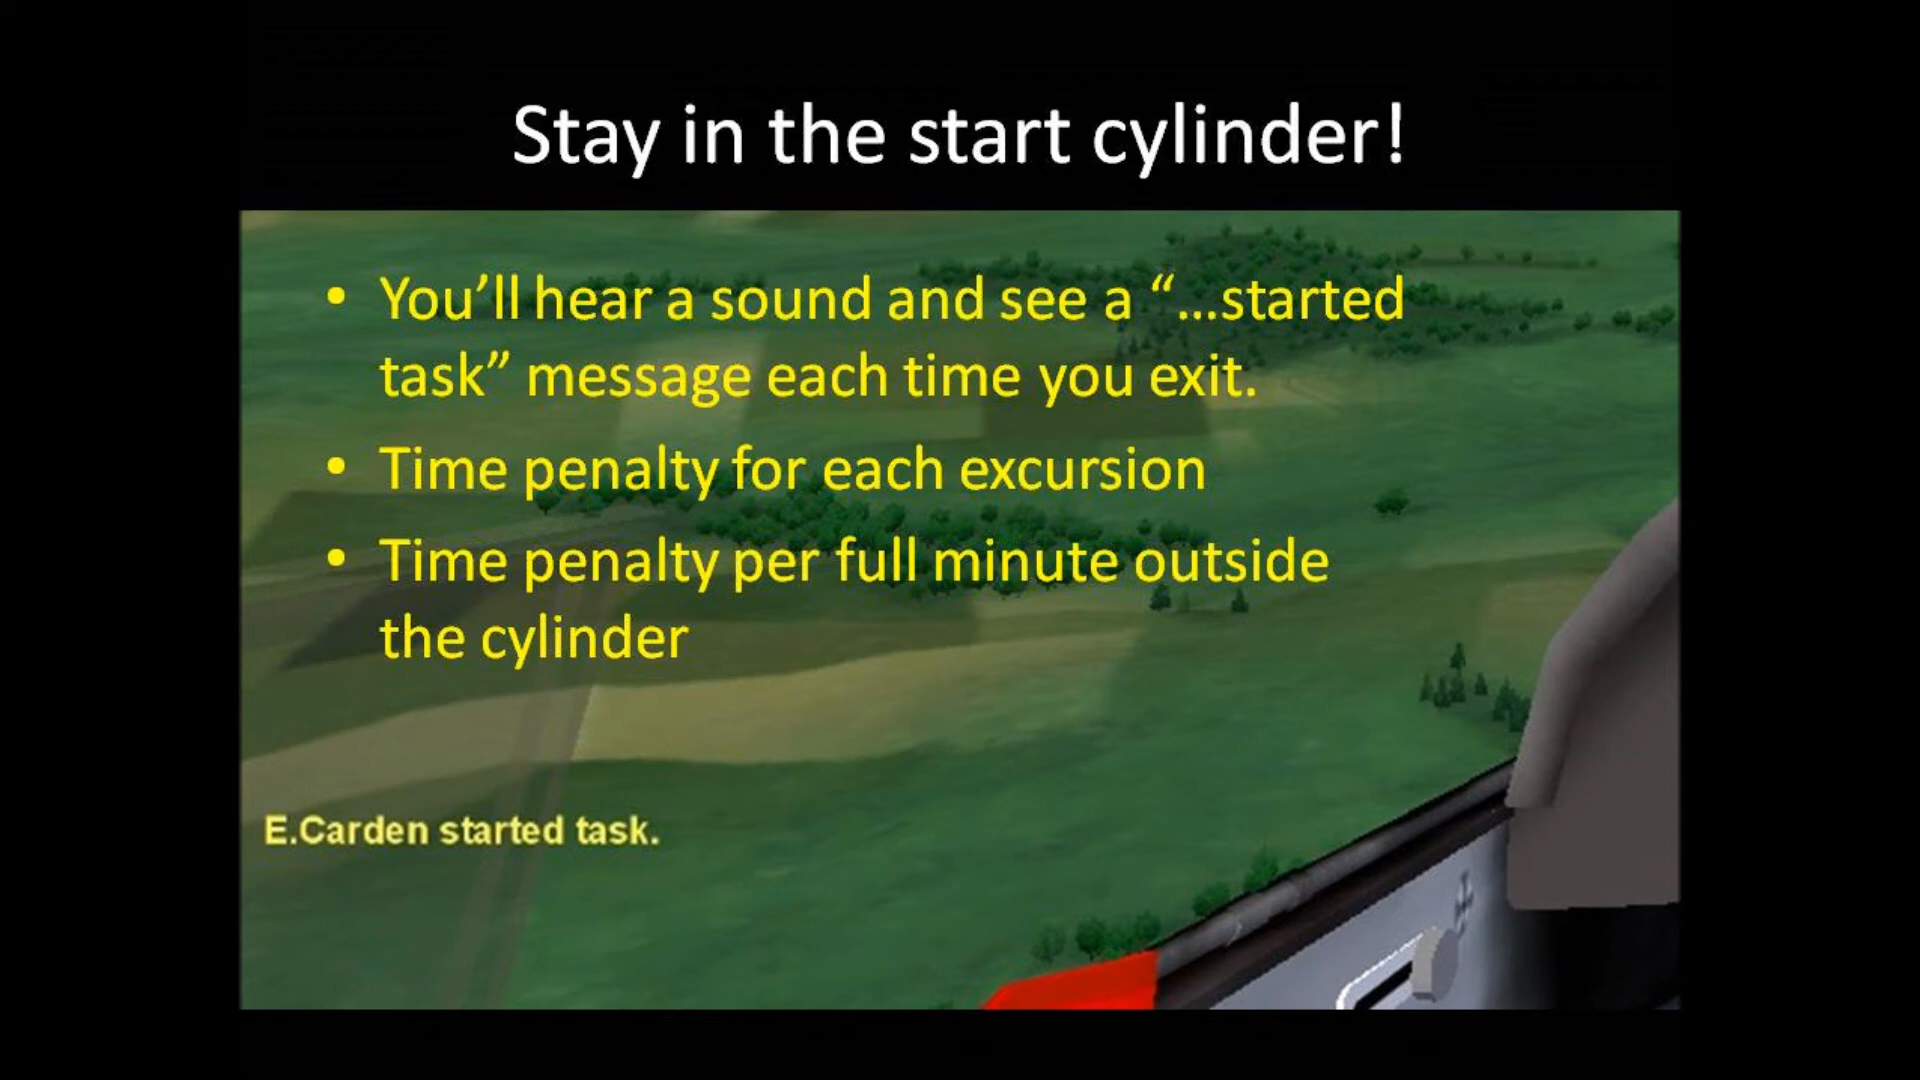 Stay in the start cylinder!
• You’ll hear a sound and see a “…started
task” message each time you exit.
• Time penalty for each excursion
• Time penalty per full minute outside
the cylinder
E.Carden started task.